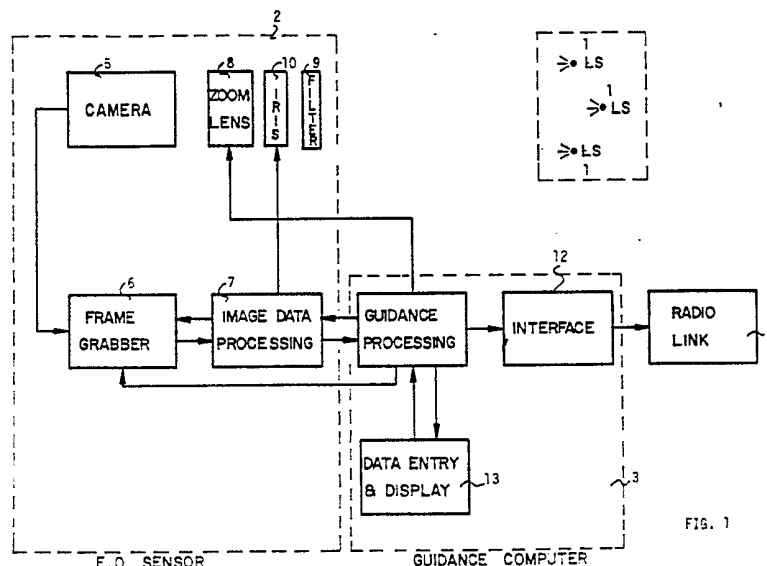 2
5
CAMERA
8
ZOOM
LENS
10
IRIS
9
FILTER
1
LS
1
LS
LS
1
6
FRAME
GRABBER
7
IMAGE DATA
PROCESSING
GUIDANCE
PROCESSING
12
INTERFACE
RADIO
LINK
DATA ENTRY
& DISPLAY
13
3
FIG. 1
E.O. SENSOR
GUIDANCE COMPUTER